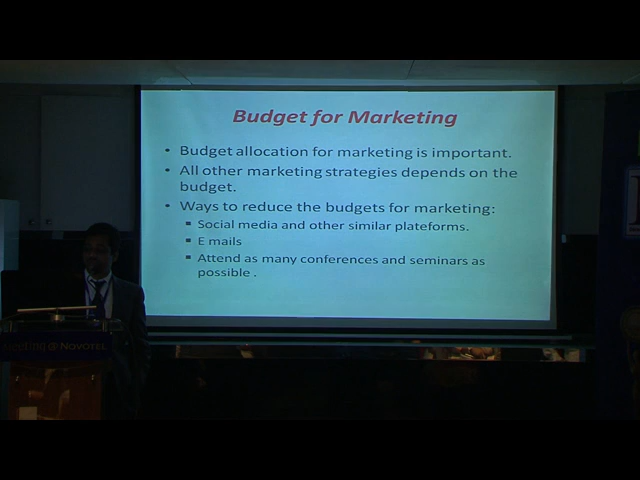 Budget for Marketing
• Budget allocation for marketing is important.
• All other marketing strategies depends on the
budget.
• Ways to reduce the budgets for marketing:
▪ Social media and other similar plateforms.
▪ E mails
▪ Attend as many conferences and seminars as
possible .
@ NOVOTEL